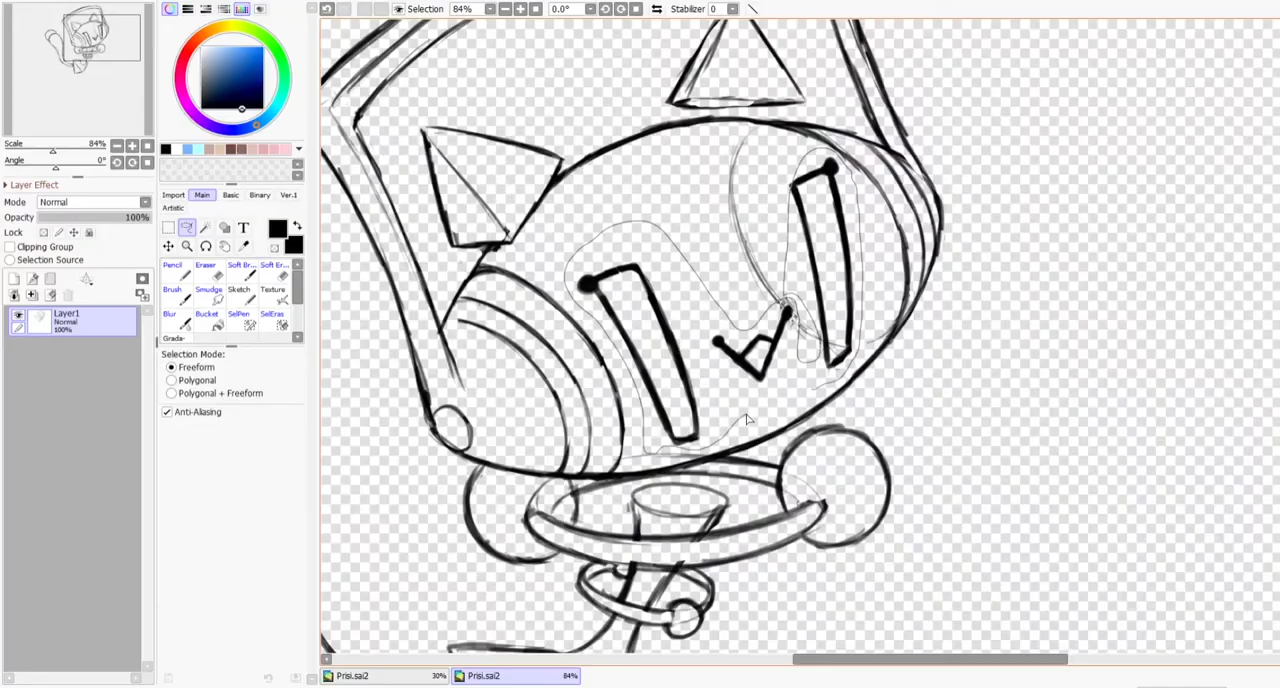 Selection 84% 0.0° Stabilizer 0
Scale 84%
Angle 0°
Layer Effect
Mode Normal
Opacity 100%
Lock
Clipping Group
Selection Source
Layer1
Normal
100%
Import Main Basic Binary Ver.1
Artistic
T
Pencil Eraser Soft Br... Soft Er...
Brush Smudge Sketch Texture
Blur Bucket SelPen SelEras
Grada-
Selection Mode:
Freeform
Polygonal
Polygonal + Freeform
Anti-Aliasing
Prisi.sai2 30% Prisi.sai2 84%